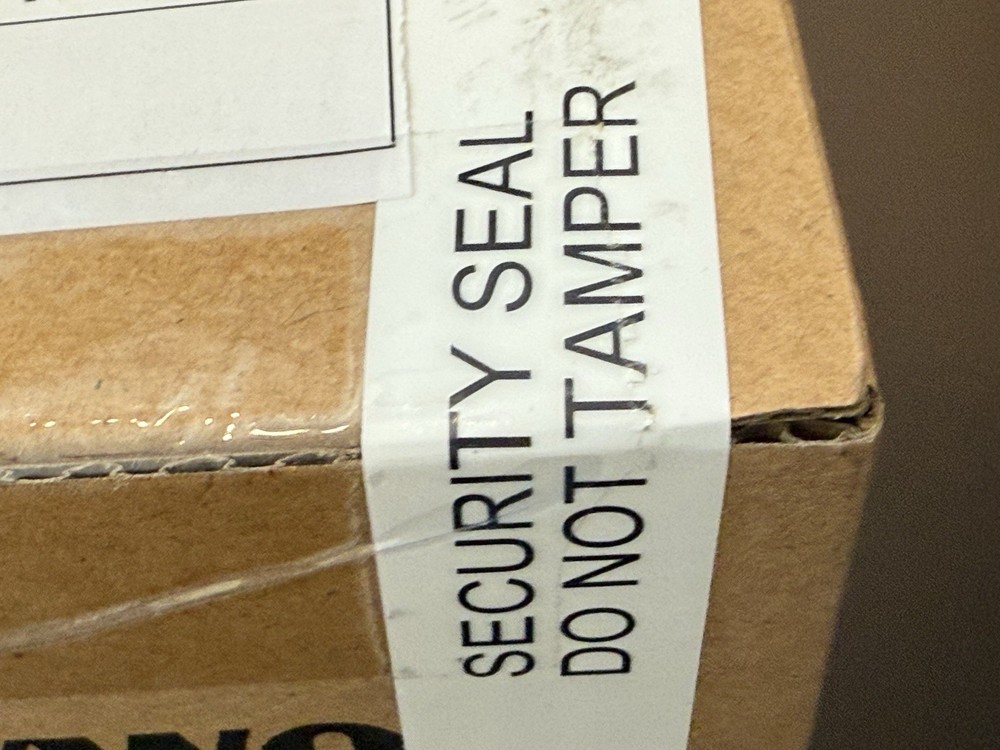 SECURITY SEAL
DO NOT TAMPER